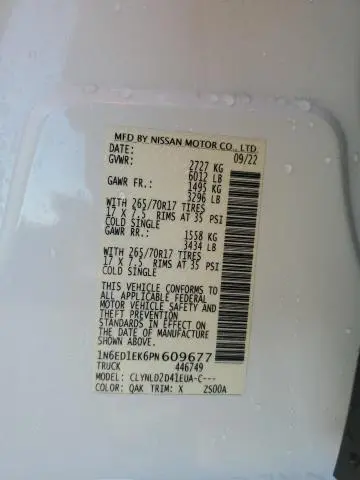 MFD BY NISSAN MOTOR CO., LTD.
DATE: 09/22
GVWR: 2727 KG
6012 LB
GAWR FR.: 1495 KG
3296 LB
WITH 265/70R17 TIRES
17 X 7.5 RIMS AT 35 PSI
COLD SINGLE
GAWR RR.: 1558 KG
3434 LB
WITH 265/70R17 TIRES
17 X 7.5 RIMS AT 35 PSI
COLD SINGLE
THIS VEHICLE CONFORMS TO
ALL APPLICABLE FEDERAL
MOTOR VEHICLE SAFETY AND
THEFT PREVENTION
STANDARDS IN EFFECT ON
THE DATE OF MANUFACTURE
SHOWN ABOVE.
1N6ED1EK6PN609677
TRUCK 446749
MODEL: CLYNLD2D41EUA-C---
COLOR: QAK TRIM: X 2S00A